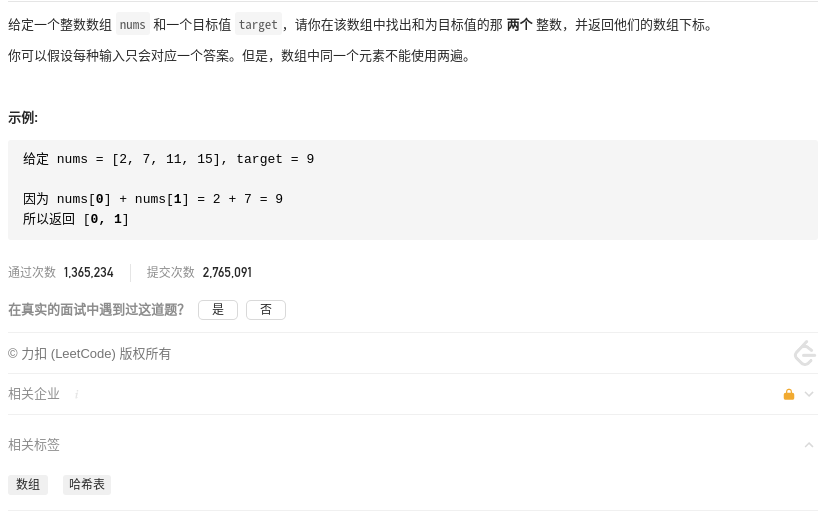 给定一个整数数组 nums 和一个目标值 target，请你在该数组中找出和为目标值的那 两个 整数，并返回他们的数组下标。
你可以假设每种输入只会对应一个答案。但是，数组中同一个元素不能使用两遍。
示例:
给定 nums = [2, 7, 11, 15], target = 9
因为 nums[0] + nums[1] = 2 + 7 = 9
所以返回 [0, 1]
通过次数 1,365,234 提交次数 2,765,091
在真实的面试中遇到过这道题? 是 否
© 力扣 (LeetCode) 版权所有
相关企业 i
相关标签
数组 哈希表